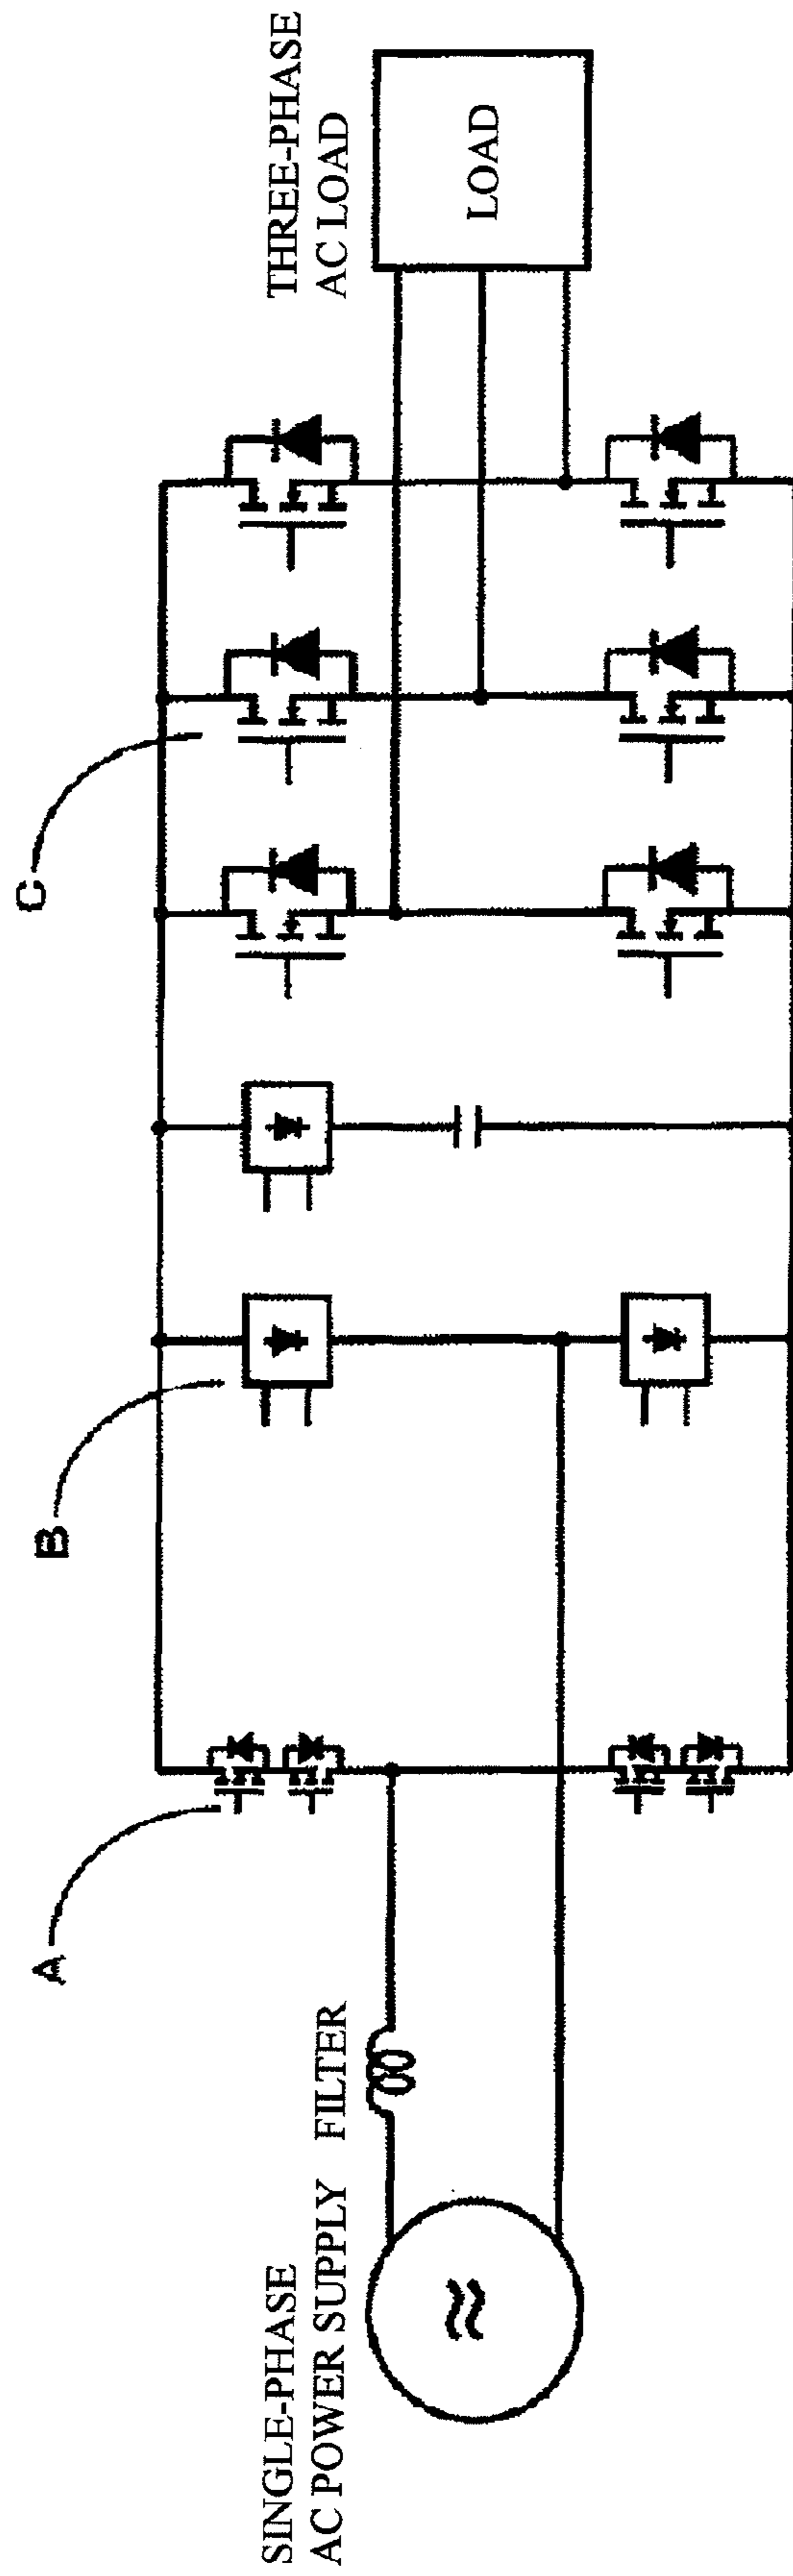 SINGLE-PHASE
AC POWER SUPPLY
FILTER
A
B
C
THREE-PHASE
AC LOAD
LOAD